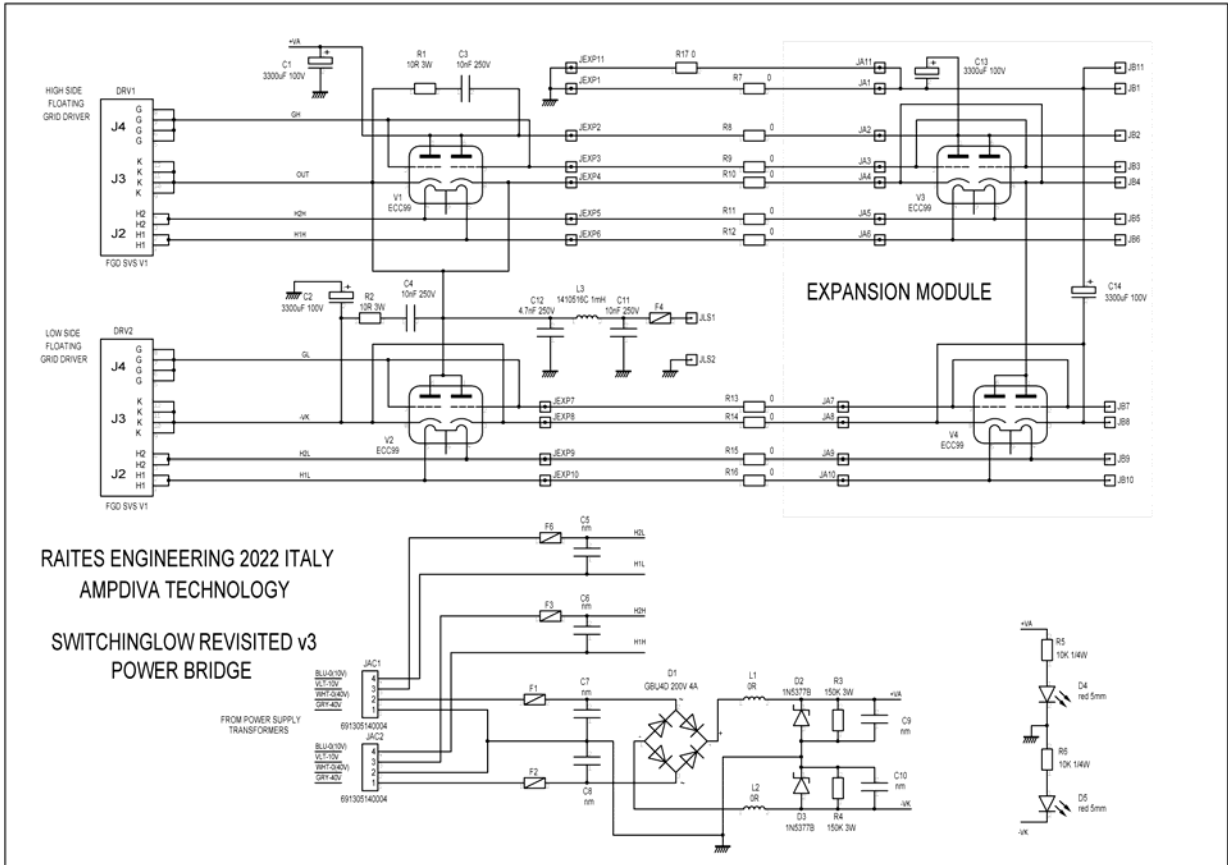 +VA
C1
3300uF 100V
R1
10R 3W
C3
10nF 250V
JEXP11
R17 0
JA11
C13
3300uF 100V
JB11
JEXP1
R7
0
JA1
JB1
HIGH SIDE
FLOATING
GRID DRIVER
DRV1
G
G
G
G
J4
GH
JEXP2
R8
0
JA2
JB2
JEXP3
R9
0
JA3
JB3
K
K
K
K
J3
OUT
JEXP4
R10
0
JA4
JB4
V1
ECC99
V3
ECC99
H2
H2
H1
H1
J2
H2H
JEXP5
R11
0
JA5
JB5
H1H
JEXP6
R12
0
JA6
JB6
FGD SVS V1
C2
3300uF 100V
R2
10R 3W
C4
10nF 250V
C12
4.7nF 250V
L3
1410516C 1mH
C11
10nF 250V
F4
JLS1
JLS2
EXPANSION MODULE
C14
3300uF 100V
LOW SIDE
FLOATING
GRID DRIVER
DRV2
G
G
G
G
J4
GL
JEXP7
R13
0
JA7
JB7
K
K
K
K
J3
-VK
JEXP8
R14
0
JA8
JB8
V2
ECC99
V4
ECC99
H2
H2
H1
H1
J2
H2L
JEXP9
R15
0
JA9
JB9
H1L
JEXP10
R16
0
JA10
JB10
FGD SVS V1
RAITES ENGINEERING 2022 ITALY
AMPDIVA TECHNOLOGY
SWITCHINGLOW REVISITED v3
POWER BRIDGE
F6
C5
nm
H2L
H1L
F3
C6
nm
H2H
H1H
JAC1
BLU-0(10V)
VLT-10V
WHT-0(40V)
GRY-40V
4
3
2
1
691305140004
FROM POWER SUPPLY
TRANSFORMERS
JAC2
BLU-0(10V)
VLT-10V
WHT-0(40V)
GRY-40V
4
3
2
1
691305140004
F1
C7
nm
F2
C8
nm
D1
GBU4D 200V 4A
~
+
-
~
L1
0R
D2
1N5377B
R3
150K 3W
+VA
C9
nm
L2
0R
D3
1N5377B
R4
150K 3W
C10
nm
-VK
+VA
R5
10K 1/4W
D4
red 5mm
R6
10K 1/4W
D5
red 5mm
-VK